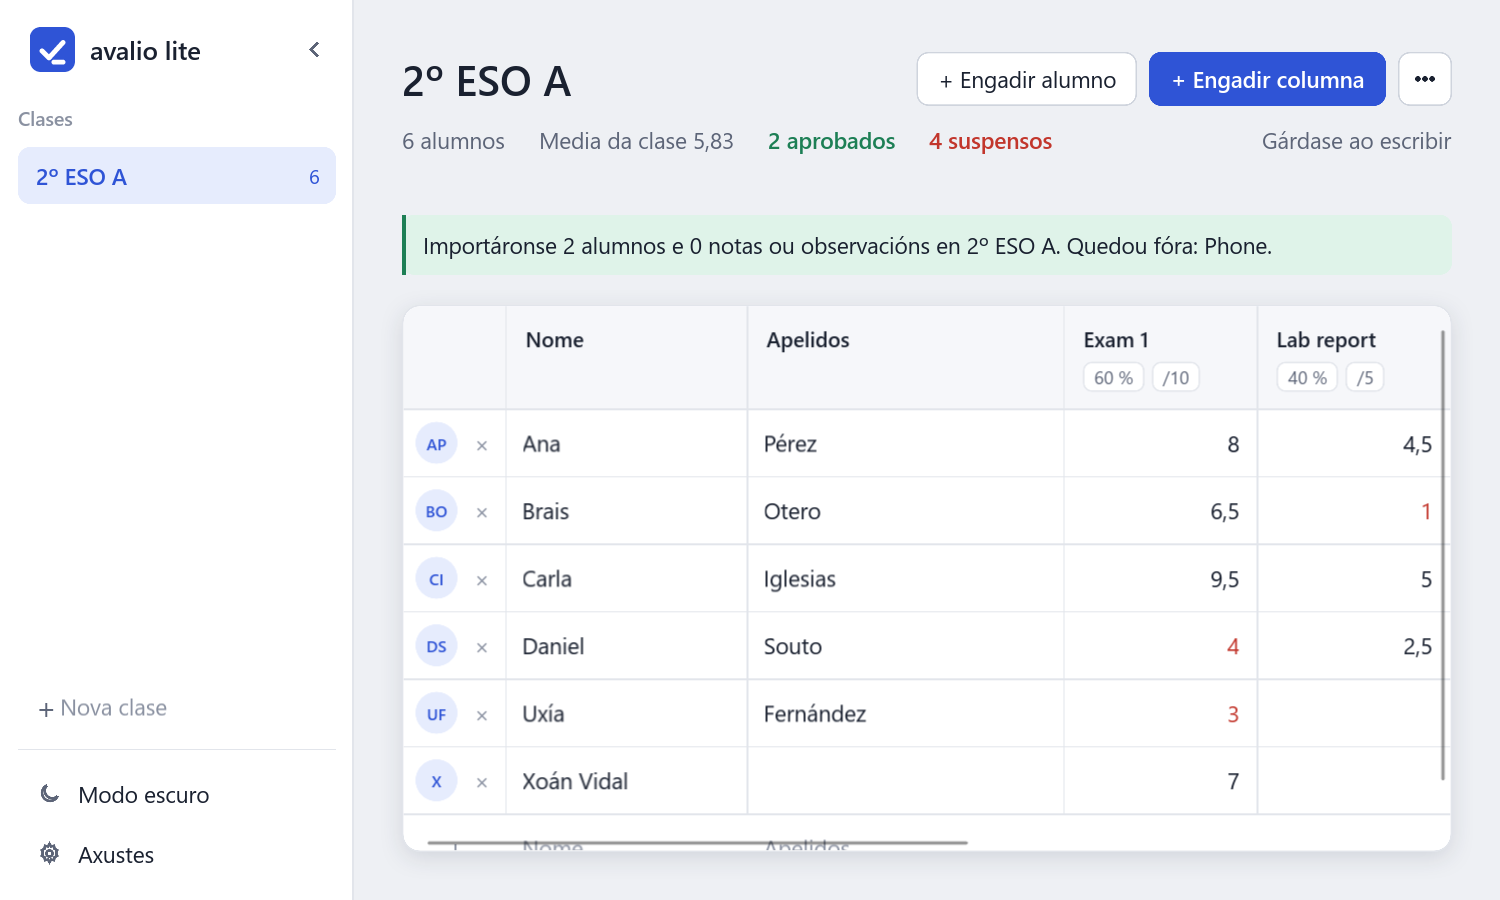 avalio lite
Clases
2º ESO A 6
+ Nova clase
Modo escuro
Axustes
2º ESO A
+ Engadir alumno
+ Engadir columna
•••
6 alumnos Media da clase 5,83 2 aprobados 4 suspensos Gárdase ao escribir
Importáronse 2 alumnos e 0 notas ou observacións en 2º ESO A. Quedou fóra: Phone.
Nome Apelidos Exam 1 Lab report
60 % /10 40 % /5
AP × Ana Pérez 8 4,5
BO × Brais Otero 6,5 1
CI × Carla Iglesias 9,5 5
DS × Daniel Souto 4 2,5
UF × Uxía Fernández 3
X × Xoán Vidal 7
Nome Apelidos